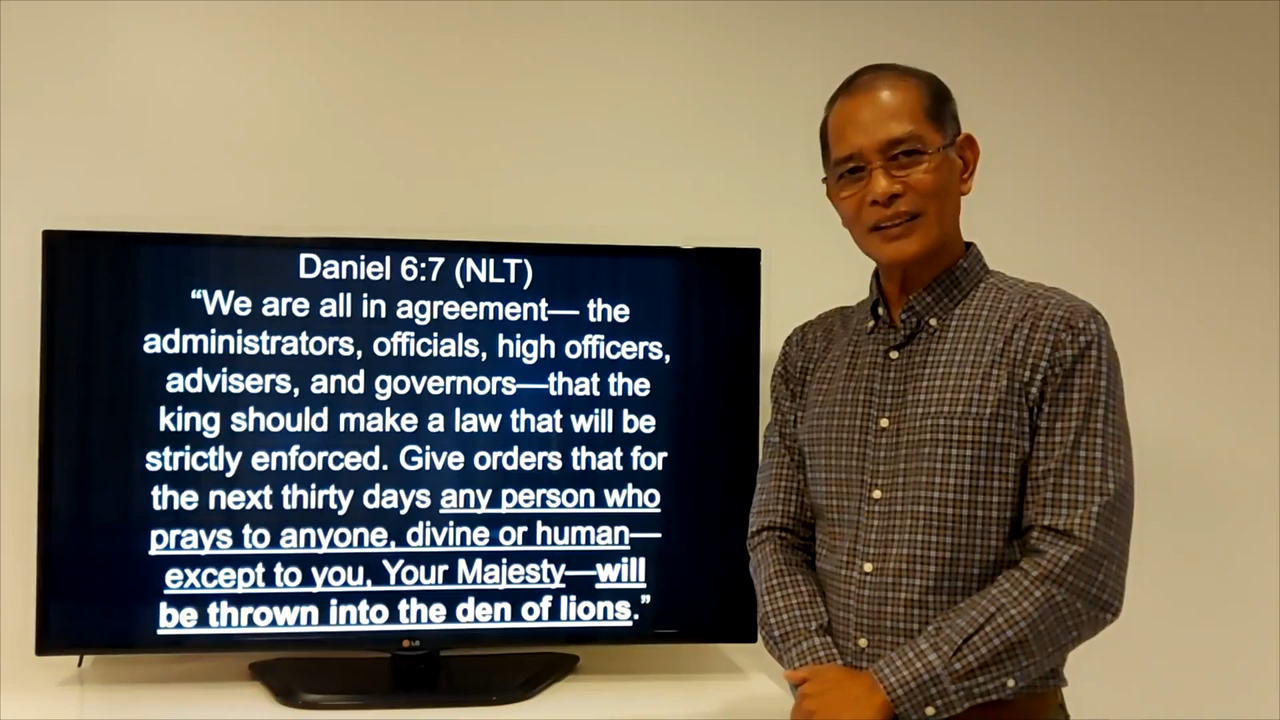 Daniel 6:7 (NLT)
“We are all in agreement— the
administrators, officials, high officers,
advisers, and governors—that the
king should make a law that will be
strictly enforced. Give orders that for
the next thirty days any person who
prays to anyone, divine or human—
except to you, Your Majesty—will
be thrown into the den of lions.”
LG